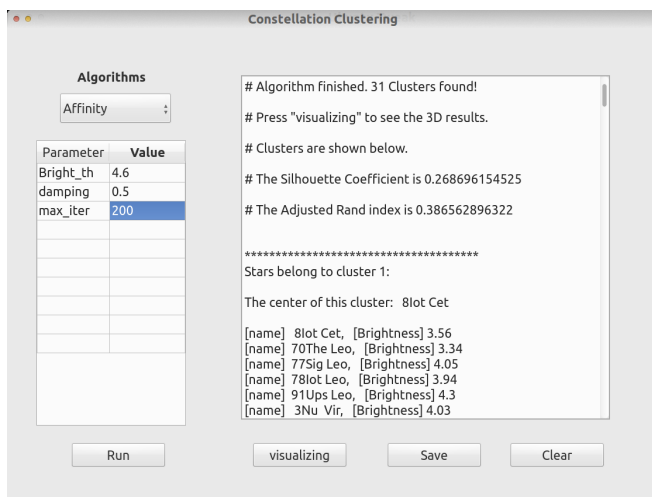 Constellation Clustering
Algorithms
Affinity
Parameter Value
Bright_th 4.6
damping 0.5
max_iter 200
# Algorithm finished. 31 Clusters found!
# Press "visualizing" to see the 3D results.
# Clusters are shown below.
# The Silhouette Coefficient is 0.268696154525
# The Adjusted Rand index is 0.386562896322
**************************************
Stars belong to cluster 1:
The center of this cluster: 8Iot Cet
[name] 8Iot Cet, [Brightness] 3.56
[name] 70The Leo, [Brightness] 3.34
[name] 77Sig Leo, [Brightness] 4.05
[name] 78Iot Leo, [Brightness] 3.94
[name] 91Ups Leo, [Brightness] 4.3
[name] 3Nu Vir, [Brightness] 4.03
Run
visualizing
Save
Clear